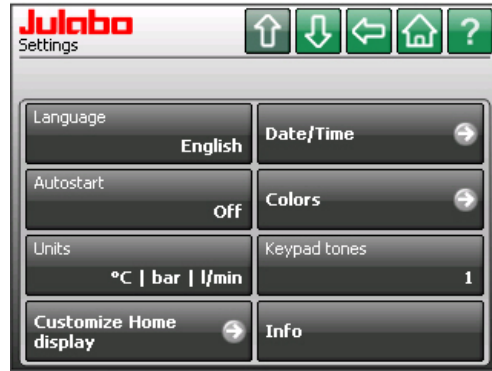 Julabo
Settings
?
Language
English
Date/Time
Autostart
Off
Colors
Units
°C | bar | l/min
Keypad tones
1
Customize Home
display
Info